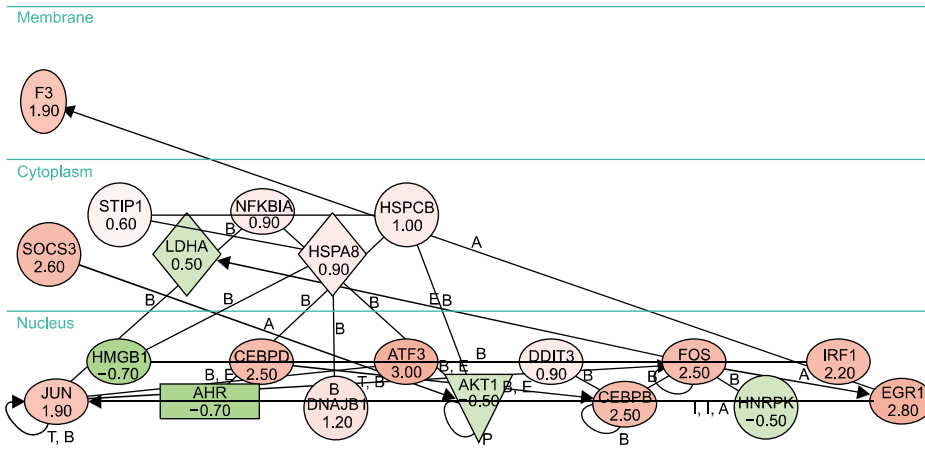 Membrane
F3
1.90
Cytoplasm
STIP1
0.60
NFKBIA
0.90
HSPCB
1.00
SOCS3
2.60
LDHA
0.50
B
HSPA8
0.90
A
B
B
B
E B
A
B
Nucleus
HMGB1
−0.70
CEBPD
2.50
ATF3
3.00
B
DDIT3
0.90
FOS
2.50
IRF1
2.20
B, E
B, E
T, B
B, E
B
B
A
JUN
1.90
AHR
−0.70
B
DNAJB1
1.20
AKT1
−0.50
CEBPB
2.50
I, I, A
HNRPK
−0.50
EGR1
2.80
T, B
P
B